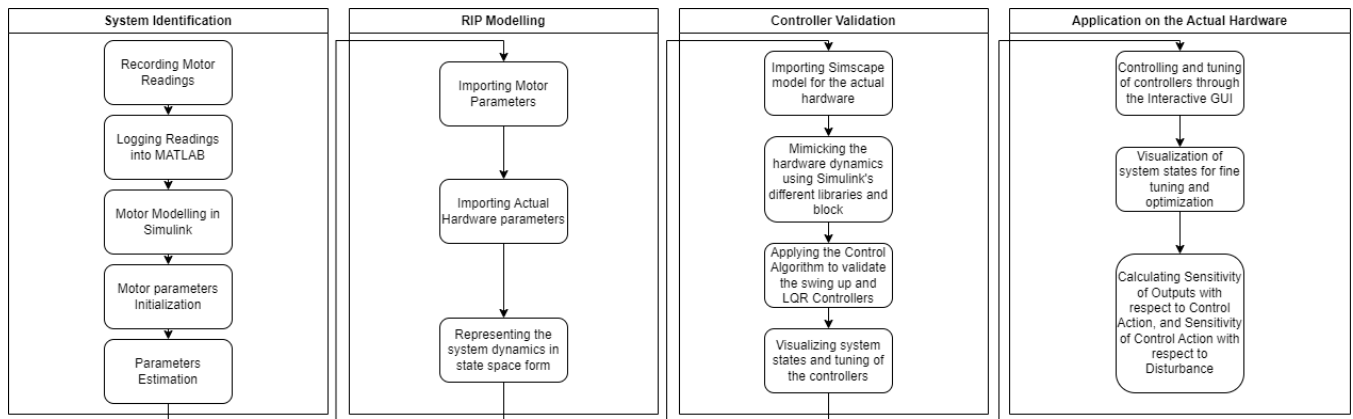 System Identification
Recording Motor
Readings
Logging Readings
into MATLAB
Motor Modelling in
Simulink
Motor parameters
Initialization
Parameters
Estimation
RIP Modelling
Importing Motor
Parameters
Importing Actual
Hardware parameters
Representing the
system dynamics in
state space form
Controller Validation
Importing Simscape
model for the actual
hardware
Mimicking the
hardware dynamics
using Simulink's
different libraries and
block
Applying the Control
Algorithm to validate
the swing up and
LQR Controllers
Visualizing system
states and tuning of
the controllers
Application on the Actual Hardware
Controlling and tuning
of controllers through
the Interactive GUI
Visualization of
system states for fine
tuning and
optimization
Calculating Sensitivity
of Outputs with
respect to Control
Action, and Sensitivity
of Control Action with
respect to
Disturbance